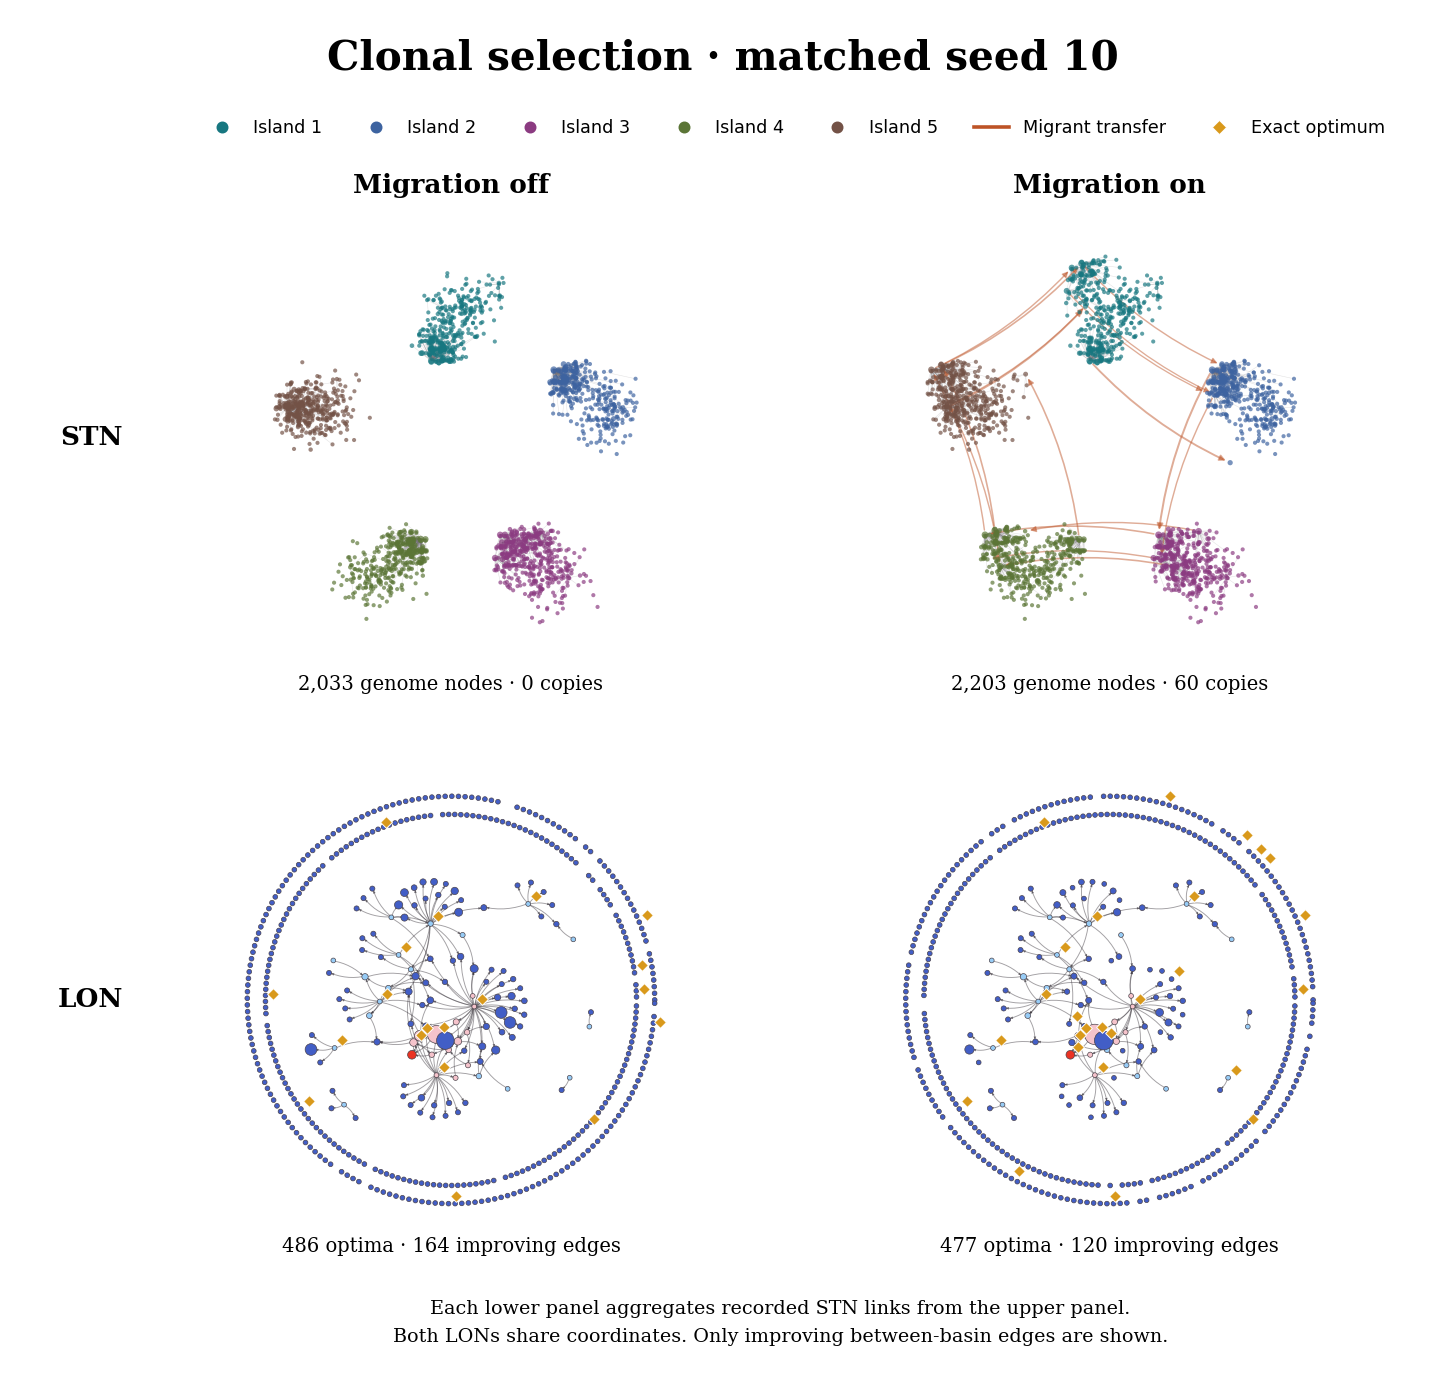 Clonal selection · matched seed 10
Island 1
Island 2
Island 3
Island 4
Island 5
Migrant transfer
Exact optimum
Migration off
Migration on
STN
2,033 genome nodes · 0 copies
2,203 genome nodes · 60 copies
LON
486 optima · 164 improving edges
477 optima · 120 improving edges
Each lower panel aggregates recorded STN links from the upper panel.
Both LONs share coordinates. Only improving between-basin edges are shown.